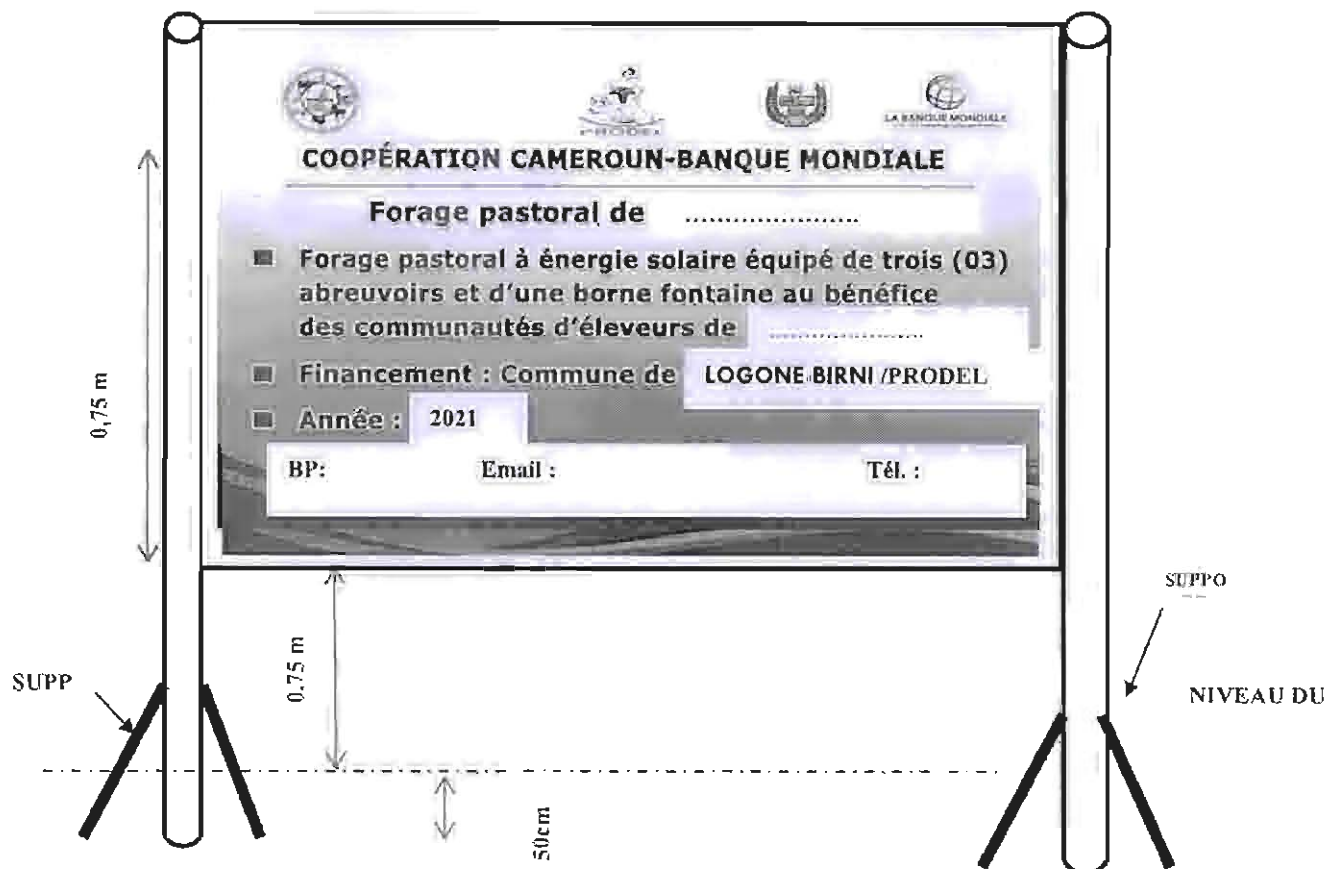 PRODEL
LA BANQUE MONDIALE
COOPÉRATION CAMEROUN-BANQUE MONDIALE
Forage pastoral de ......................
Forage pastoral à énergie solaire équipé de trois (03)
abreuvoirs et d'une borne fontaine au bénéfice
des communautés d'éleveurs de ......................
Financement : Commune de LOGONE-BIRNI /PRODEL
Année : 2021
BP: Email : Tél. :
0,75 m
0,75 m
50cm
SUPP
SUPPO
NIVEAU DU